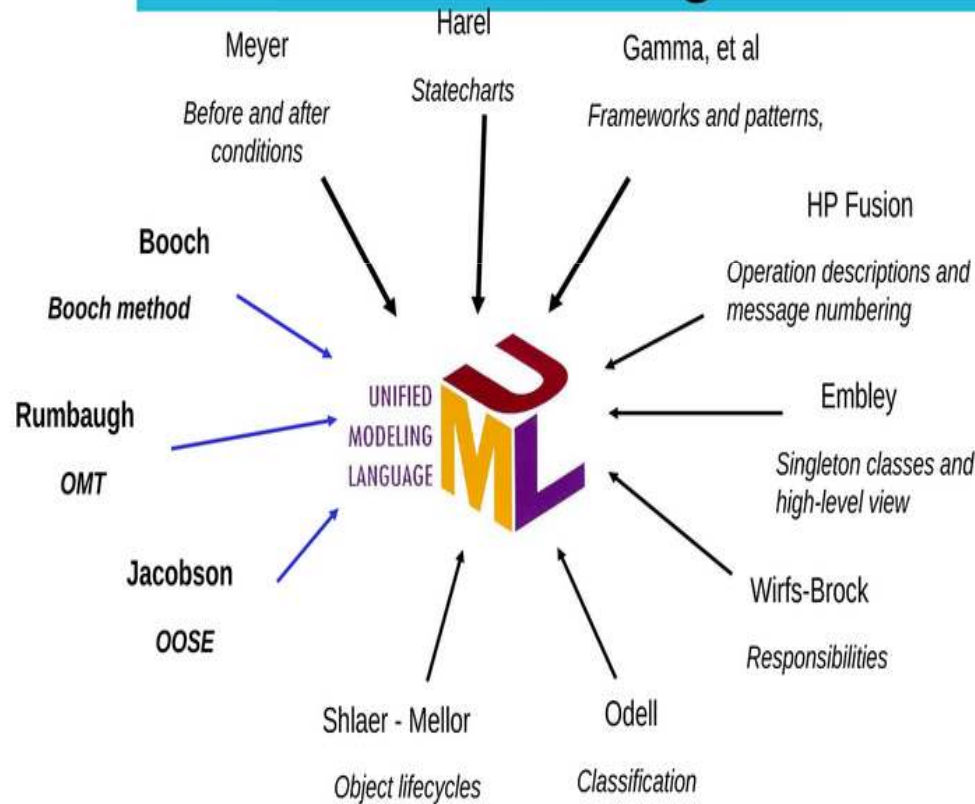 Harel
Meyer
Gamma, et al
Statecharts
Before and after
conditions
Frameworks and patterns,
HP Fusion
Booch
Operation descriptions and
message numbering
Booch method
UNIFIED
MODELING
LANGUAGE
UML
Rumbaugh
OMT
Embley
Singleton classes and
high-level view
Jacobson
OOSE
Wirfs-Brock
Responsibilities
Shlaer - Mellor
Object lifecycles
Odell
Classification